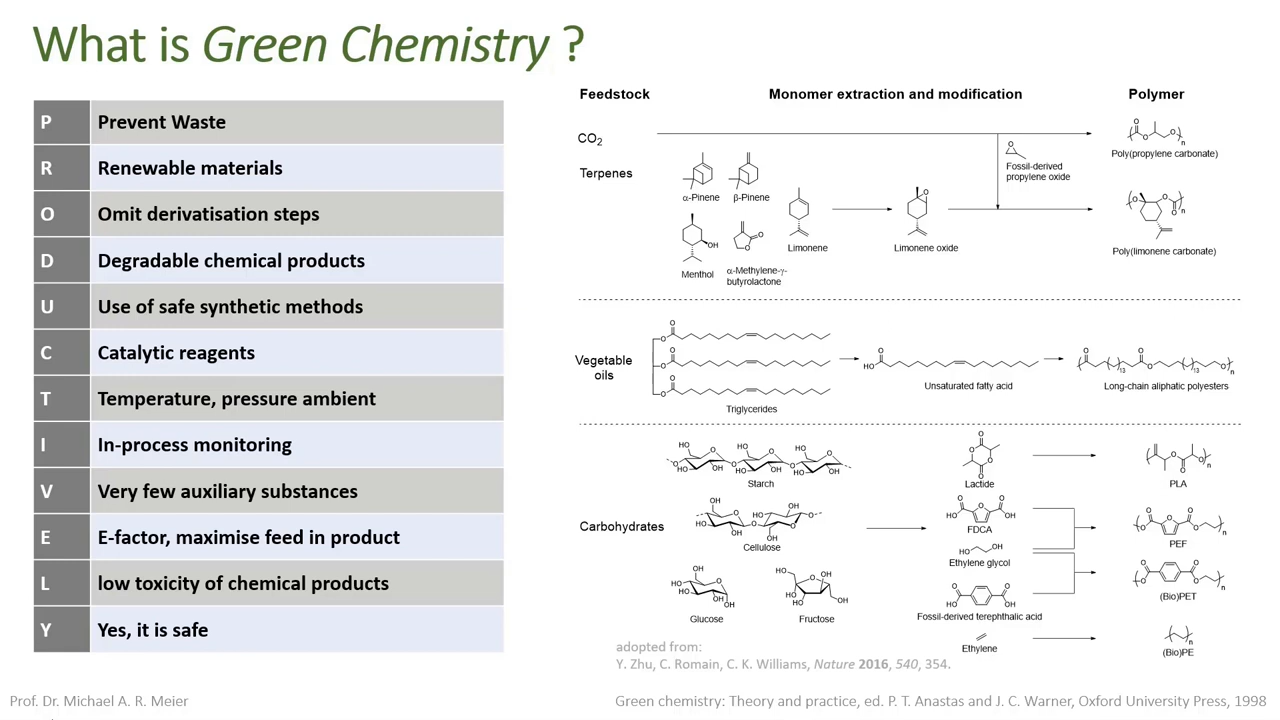 What is Green Chemistry ?
P Prevent Waste
R Renewable materials
O Omit derivatisation steps
D Degradable chemical products
U Use of safe synthetic methods
C Catalytic reagents
T Temperature, pressure ambient
I In-process monitoring
V Very few auxiliary substances
E E-factor, maximise feed in product
L low toxicity of chemical products
Y Yes, it is safe
Feedstock Monomer extraction and modification Polymer
CO2
Fossil-derived
propylene oxide
Poly(propylene carbonate)
Terpenes
α-Pinene β-Pinene
Limonene Limonene oxide
Poly(limonene carbonate)
Menthol α-Methylene-γ-
butyrolactone
Vegetable
oils
Triglycerides
Unsaturated fatty acid
Long-chain aliphatic polyesters
Carbohydrates
Starch
Lactide
PLA
Cellulose
FDCA
Ethylene glycol
PEF
Glucose Fructose
Fossil-derived terephthalic acid
(Bio)PET
Ethylene
(Bio)PE
adopted from:
Y. Zhu, C. Romain, C. K. Williams, Nature 2016, 540, 354.
Prof. Dr. Michael A. R. Meier
Green chemistry: Theory and practice, ed. P. T. Anastas and J. C. Warner, Oxford University Press, 1998